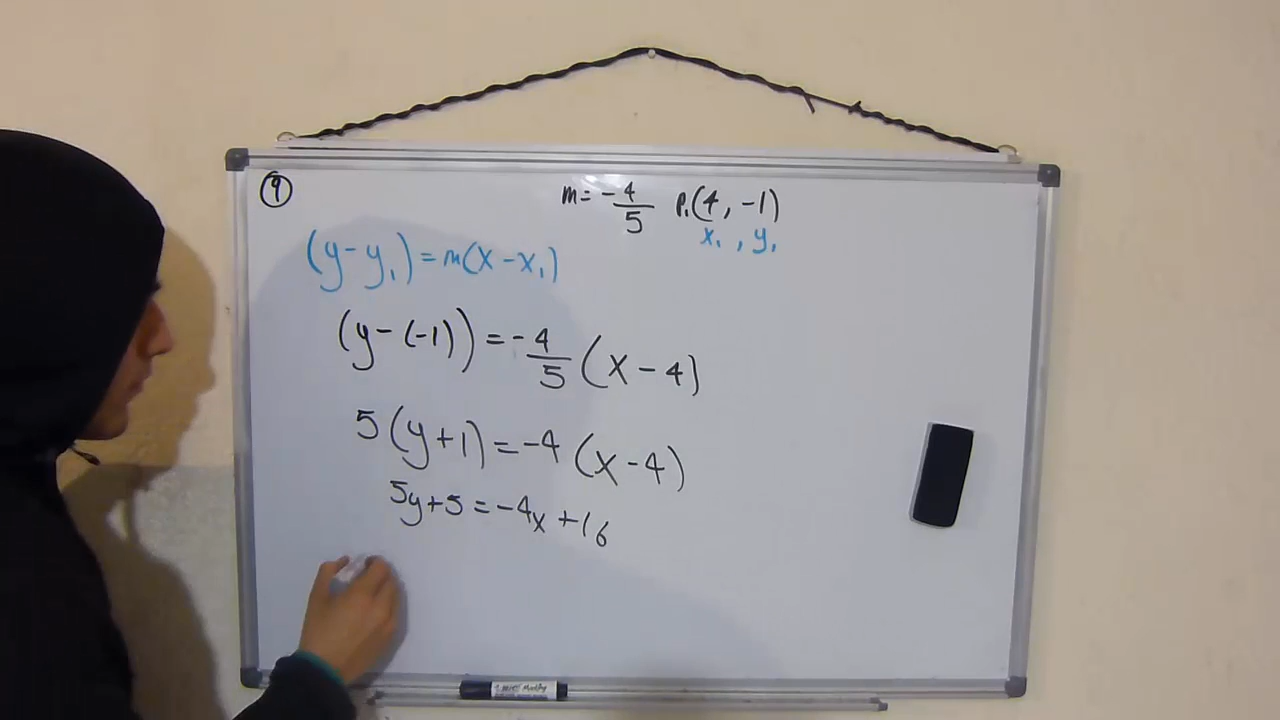 9
m = -4/5 P₁(4, -1)
x₁, y₁
(y - y₁) = m(x - x₁)
(y - (-1)) = -4/5 (x - 4)
5(y + 1) = -4(x - 4)
5y + 5 = -4x + 16